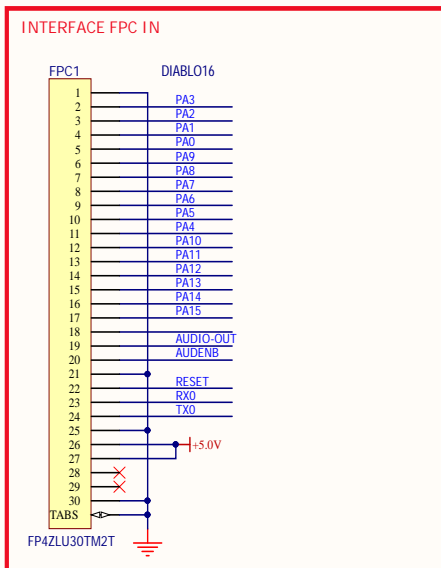 INTERFACE FPC IN
FPC1 DIABLO16
1
2 PA3
3 PA2
4 PA1
5 PA0
6 PA9
7 PA8
8 PA7
9 PA6
10 PA5
11 PA4
12 PA10
13 PA11
14 PA12
15 PA13
16 PA14
17 PA15
18
19 AUDIO-OUT
20 AUDENB
21
22 RESET
23 RX0
24 TX0
25
26 +5.0V
27
28
29
30
TABS
FP4ZLU30TM2T